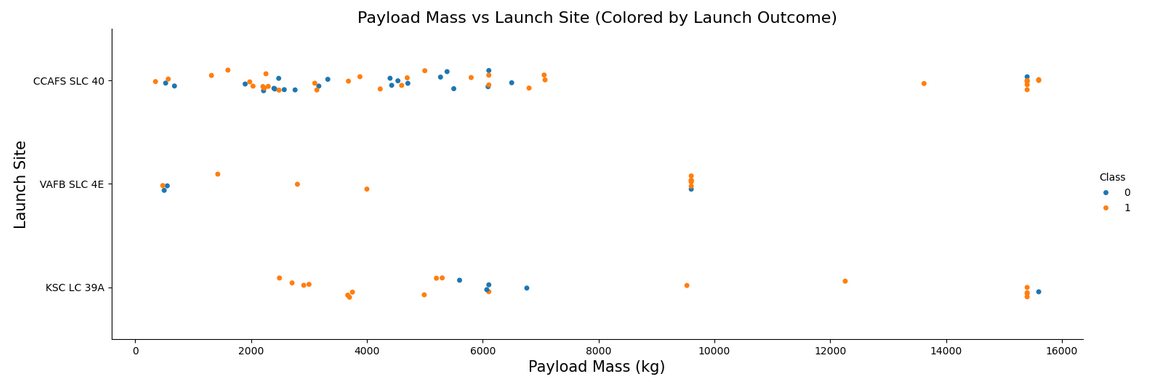 Payload Mass vs Launch Site (Colored by Launch Outcome)
Launch Site
CCAFS SLC 40
VAFB SLC 4E
KSC LC 39A
0 2000 4000 6000 8000 10000 12000 14000 16000
Payload Mass (kg)
Class
0
1